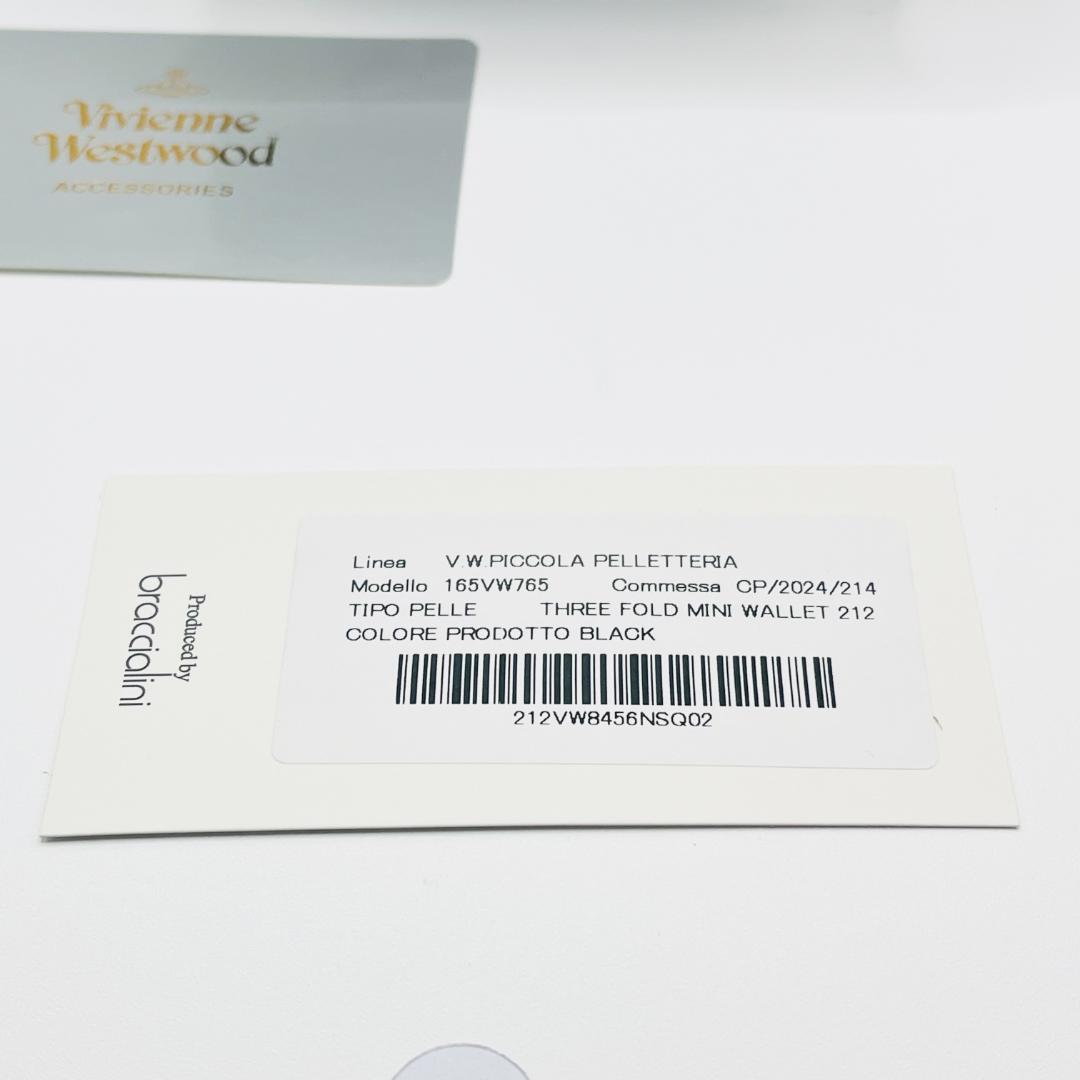 Vivienne
Westwood
ACCESSORIES
Linea V.W.PICCOLA PELLETTERIA
Modello 165VW765 Commessa CP/2024/214
TIPO PELLE THREE FOLD MINI WALLET 212
COLORE PRODOTTO BLACK
212VW8456NSQ02
Produced by
braccialini